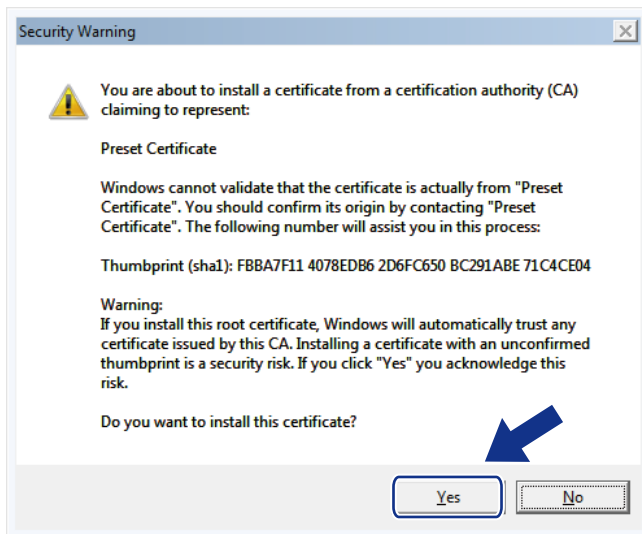 Security Warning
You are about to install a certificate from a certification authority (CA)
claiming to represent:
Preset Certificate
Windows cannot validate that the certificate is actually from "Preset
Certificate". You should confirm its origin by contacting "Preset
Certificate". The following number will assist you in this process:
Thumbprint (sha1): FBBA7F11 4078EDB6 2D6FC650 BC291ABE 71C4CE04
Warning:
If you install this root certificate, Windows will automatically trust any
certificate issued by this CA. Installing a certificate with an unconfirmed
thumbprint is a security risk. If you click "Yes" you acknowledge this
risk.
Do you want to install this certificate?
Yes No